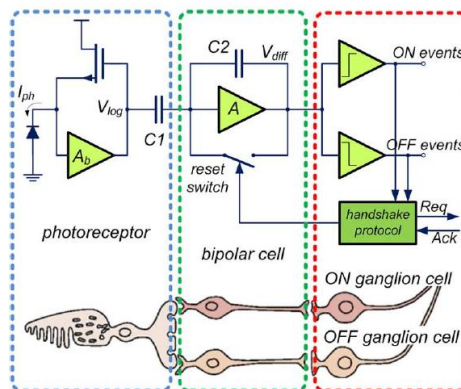 I_ph
V_log
A_b
C1
photoreceptor
C2
V_diff
A
reset
switch
bipolar cell
ON events
OFF events
handshake
protocol
Req
Ack
ON ganglion cell
OFF ganglion cell